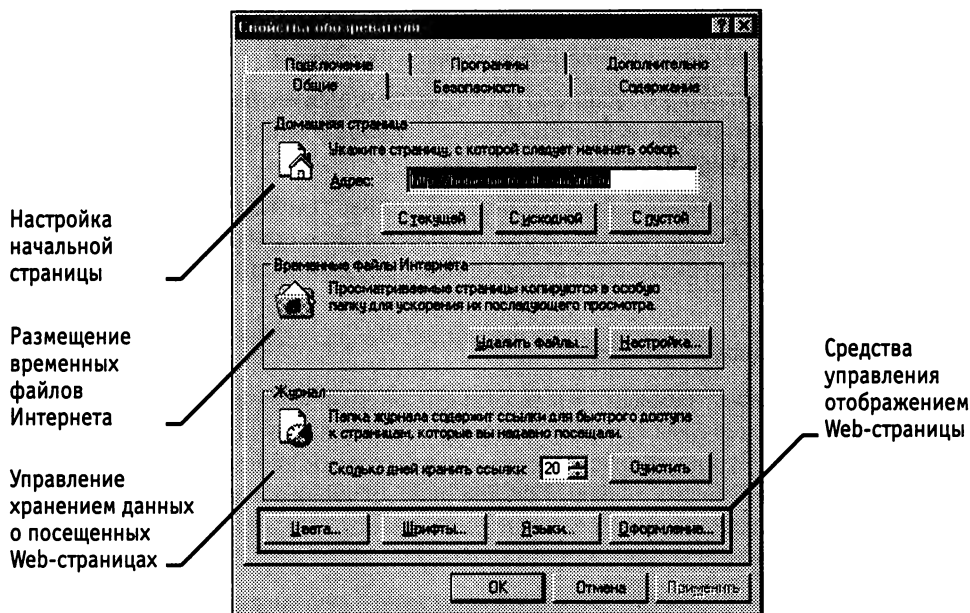 Свойства обозревателя
Подключение Программы Дополнительно
Общие Безопасность Содержание
Домашняя страница
Укажите страницу, с которой следует начинать обзор.
Адрес:
С текущей С исходной С пустой
Временные файлы Интернета
Просматриваемые страницы копируются в особую
папку для ускорения их последующего просмотра.
Удалить файлы... Настройка...
Журнал
Папка журнала содержит ссылки для быстрого доступа
к страницам, которые вы недавно посещали.
Сколько дней хранить ссылки: 20 Очистить
Цвета... Шрифты... Языки... Оформление...
OK Отмена Применить
Настройка
начальной
страницы
Размещение
временных
файлов
Интернета
Управление
хранением данных
о посещенных
Web-страницах
Средства
управления
отображением
Web-страницы